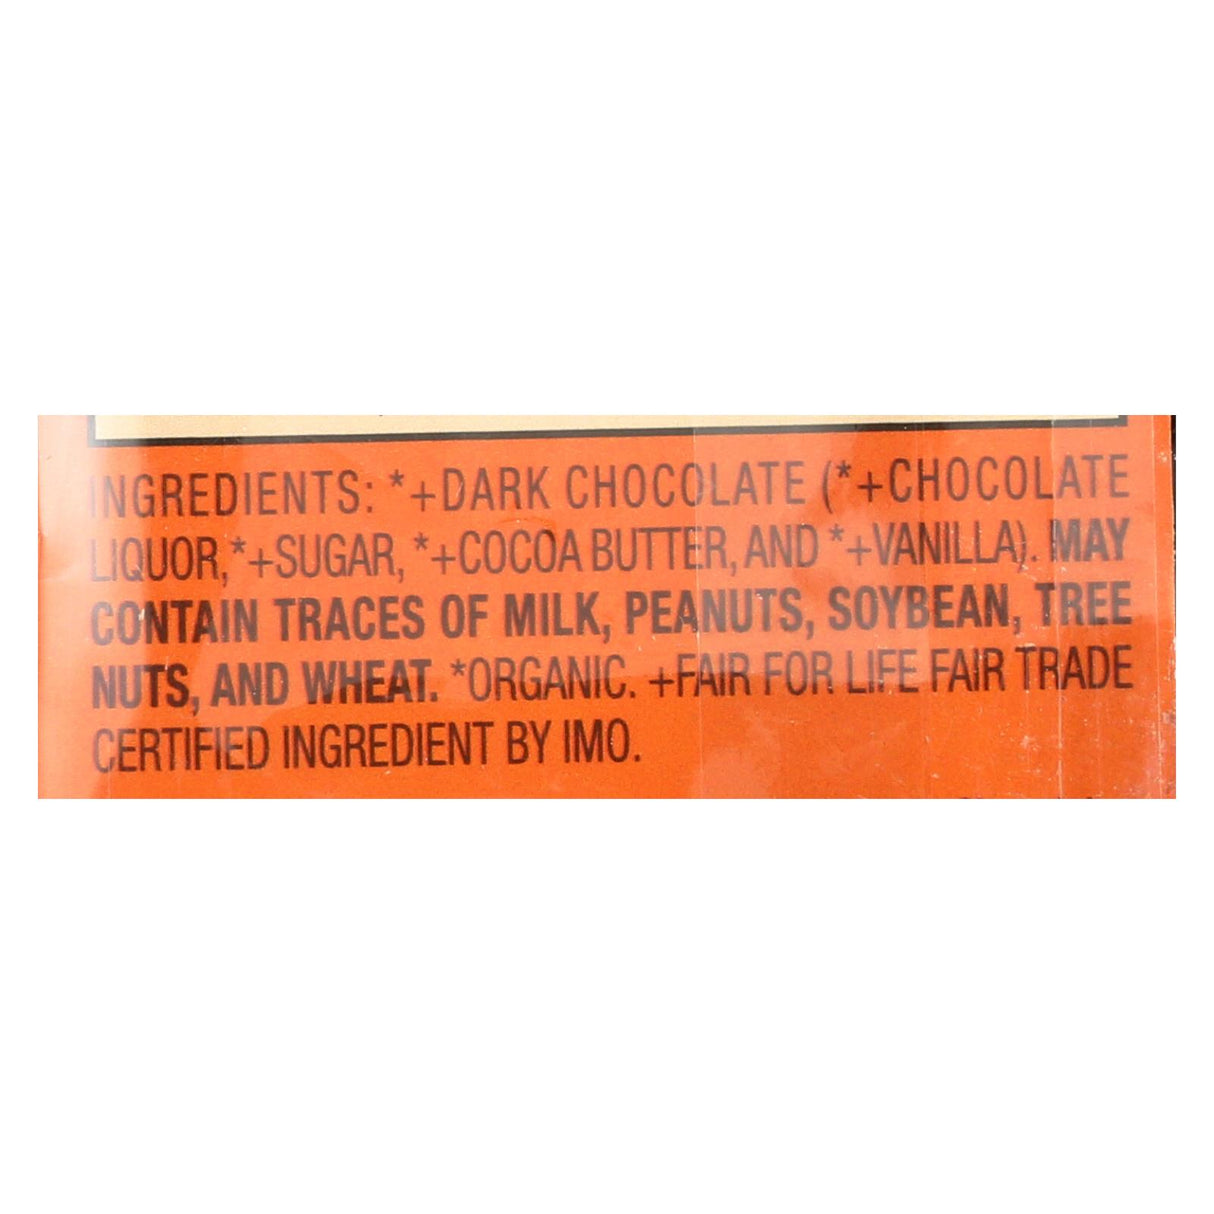 INGREDIENTS: *+DARK CHOCOLATE (*+CHOCOLATE
LIQUOR,*+SUGAR, *+COCOA BUTTER, AND *+VANILLA). MAY
CONTAIN TRACES OF MILK, PEANUTS, SOYBEAN, TREE
NUTS, AND WHEAT. *ORGANIC. +FAIR FOR LIFE FAIR TRADE
CERTIFIED INGREDIENT BY IMO.